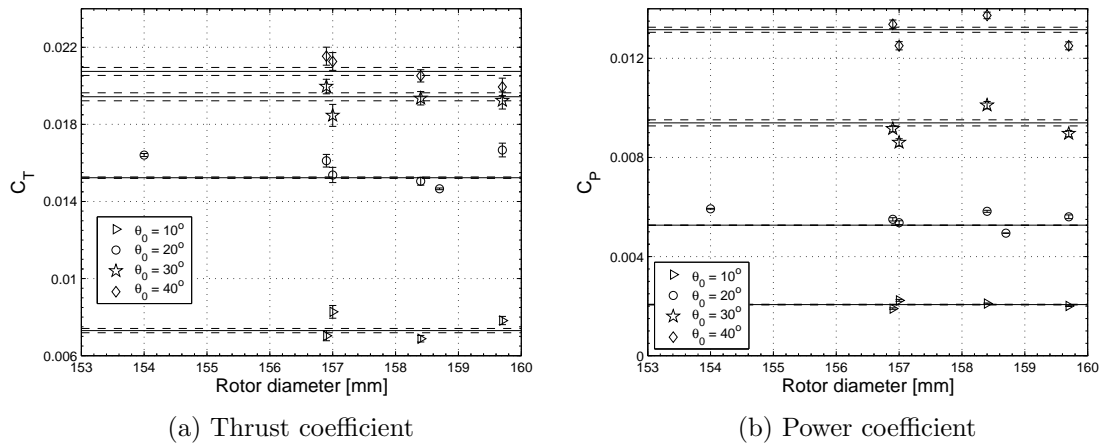 0.022
0.018
0.014
0.01
0.006
C_T
θ_0 = 10^o
θ_0 = 20^o
θ_0 = 30^o
θ_0 = 40^o
153 154 155 156 157 158 159 160
Rotor diameter [mm]
(a) Thrust coefficient
0.012
0.008
0.004
0
C_P
θ_0 = 10^o
θ_0 = 20^o
θ_0 = 30^o
θ_0 = 40^o
153 154 155 156 157 158 159 160
Rotor diameter [mm]
(b) Power coefficient